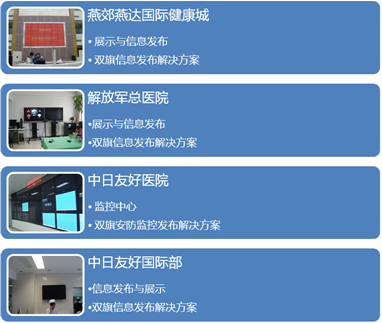 燕郊燕达国际健康城
• 展示与信息发布
• 双旗信息发布解决方案
解放军总医院
•展示与信息发布
•双旗信息发布解决方案
中日友好医院
• 监控中心
• 双旗安防监控发布解决方案
中日友好国际部
•信息发布与展示
•双旗信息发布解决方案